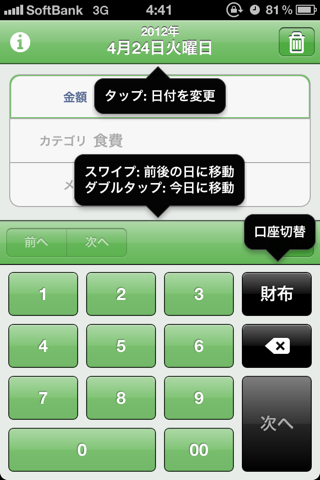 SoftBank 3G 4:41 81%
2012年
4月24日火曜日
金額
タップ: 日付を変更
カテゴリ 食費
スワイプ: 前後の日に移動
ダブルタップ: 今日に移動
メ
口座切替
前へ 次へ
1 2 3 財布
4 5 6
7 8 9 次へ
0 00